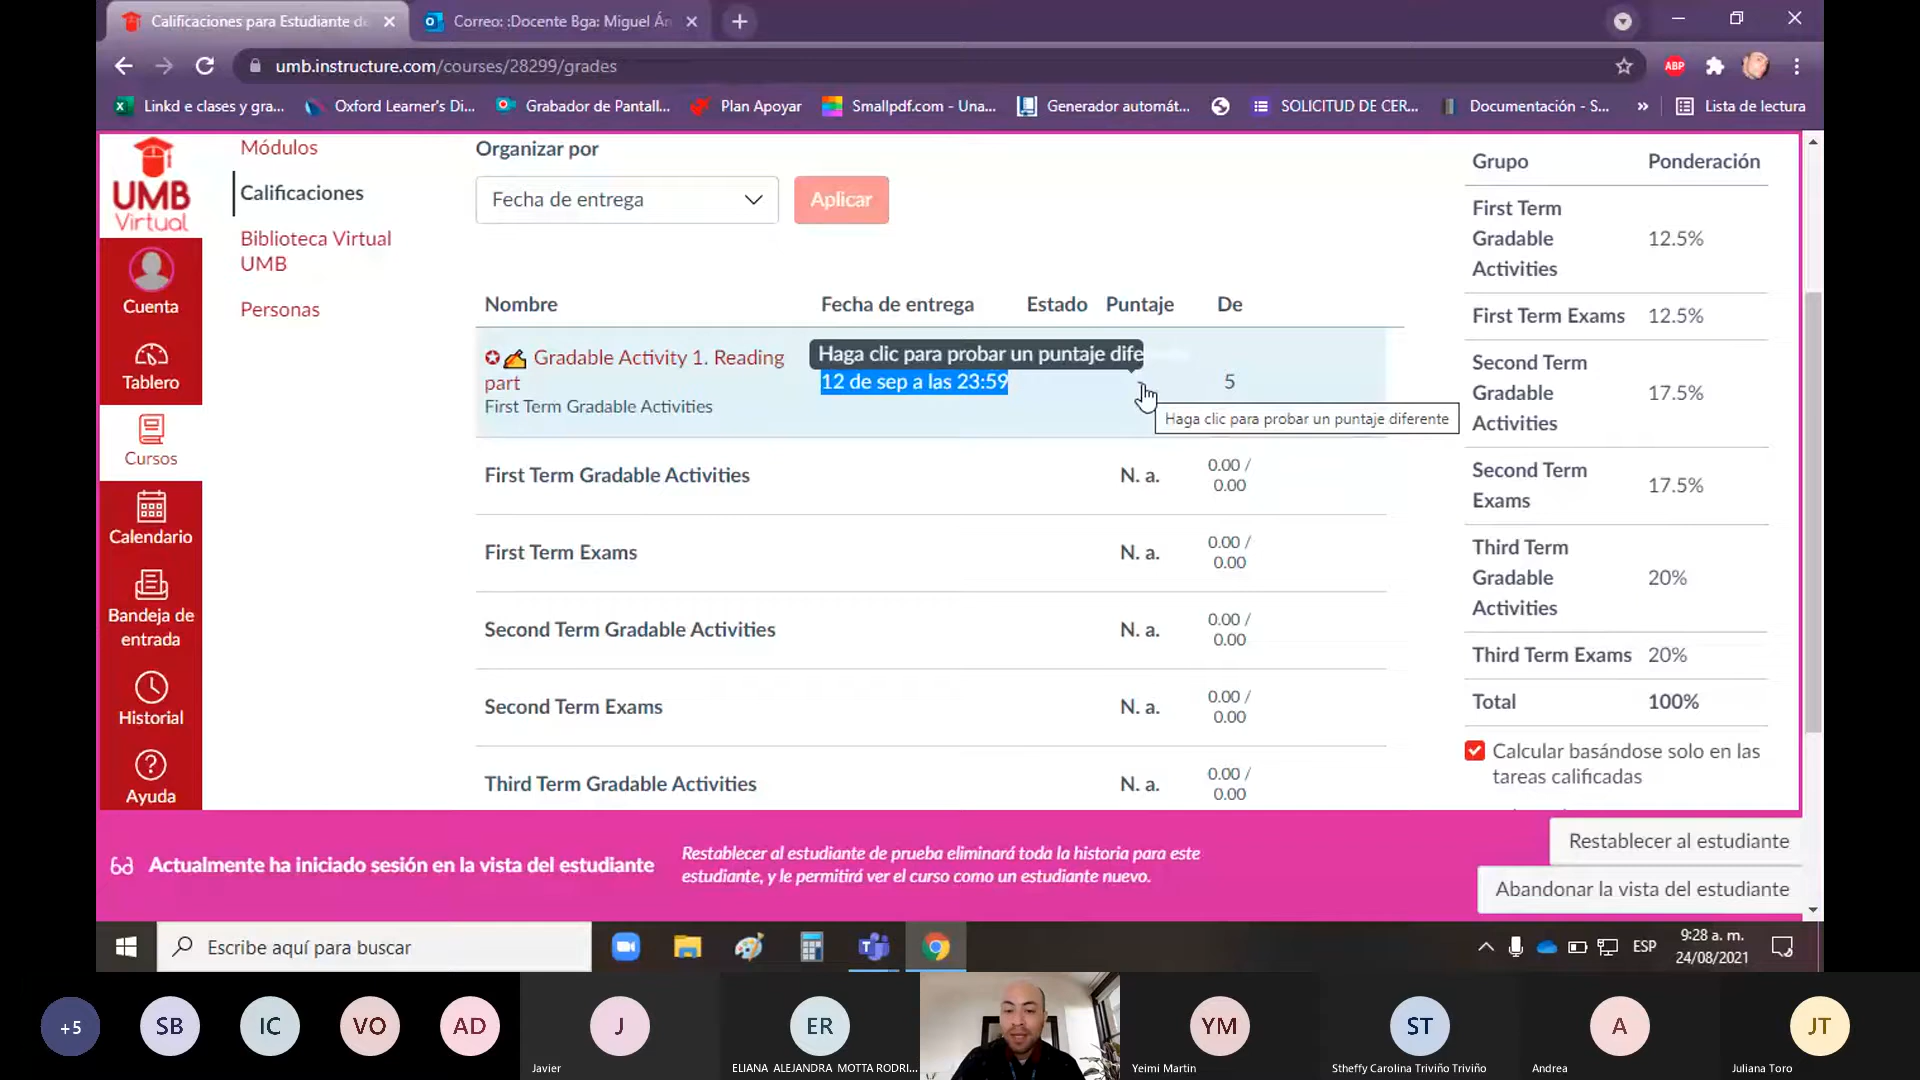 Calificaciones para Estudiante de
Correo: :Docente Bga: Miguel Án
umb.instructure.com/courses/28299/grades
ABP
Linkd e clases y gra...
Oxford Learner's Di...
Grabador de Pantall...
Plan Apoyar
Smallpdf.com - Una...
Generador automát...
SOLICITUD DE CER...
Documentación - S...
»
Lista de lectura
UMB
Virtual
Cuenta
Tablero
Cursos
Calendario
Bandeja de
entrada
Historial
Ayuda
Módulos
Calificaciones
Biblioteca Virtual
UMB
Personas
Organizar por
Fecha de entrega
Aplicar
Nombre Fecha de entrega Estado Puntaje De
Gradable Activity 1. Reading
part
First Term Gradable Activities
Haga clic para probar un puntaje dife
12 de sep a las 23:59
5
Haga clic para probar un puntaje diferente
First Term Gradable Activities N. a. 0.00 /
0.00
First Term Exams N. a. 0.00 /
0.00
Second Term Gradable Activities N. a. 0.00 /
0.00
Second Term Exams N. a. 0.00 /
0.00
Third Term Gradable Activities N. a. 0.00 /
0.00
Grupo Ponderación
First Term
Gradable 12.5%
Activities
First Term Exams 12.5%
Second Term
Gradable 17.5%
Activities
Second Term
Exams 17.5%
Third Term
Gradable 20%
Activities
Third Term Exams 20%
Total 100%
Calcular basándose solo en las
tareas calificadas
Actualmente ha iniciado sesión en la vista del estudiante
Restablecer al estudiante de prueba eliminará toda la historia para este
estudiante, y le permitirá ver el curso como un estudiante nuevo.
Restablecer al estudiante
Abandonar la vista del estudiante
Escribe aquí para buscar
ESP
9:28 a. m.
24/08/2021
+5
SB
IC
VO
AD
J
Javier
ER
ELIANA ALEJANDRA MOTTA RODRI...
YM
Yeimi Martin
ST
Stheffy Carolina Triviño Triviño
A
Andrea
JT
Juliana Toro